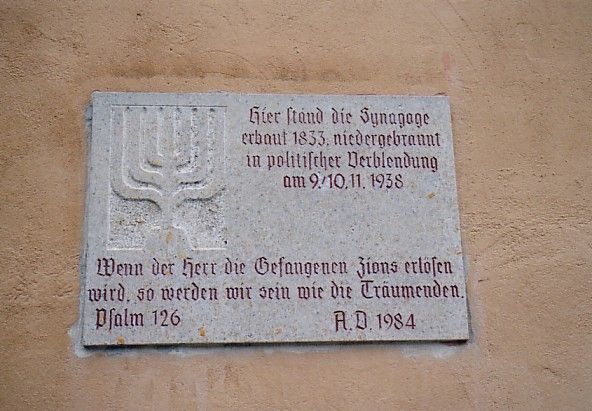 Hier stand die Synagoge
erbaut 1833, niedergebrannt
in politischer Verblendung
am 9./10.11. 1938
Wenn der Herr die Gefangenen Zions erlösen
wird, so werden wir sein wie die Träumenden.
Psalm 126
A.D. 1984